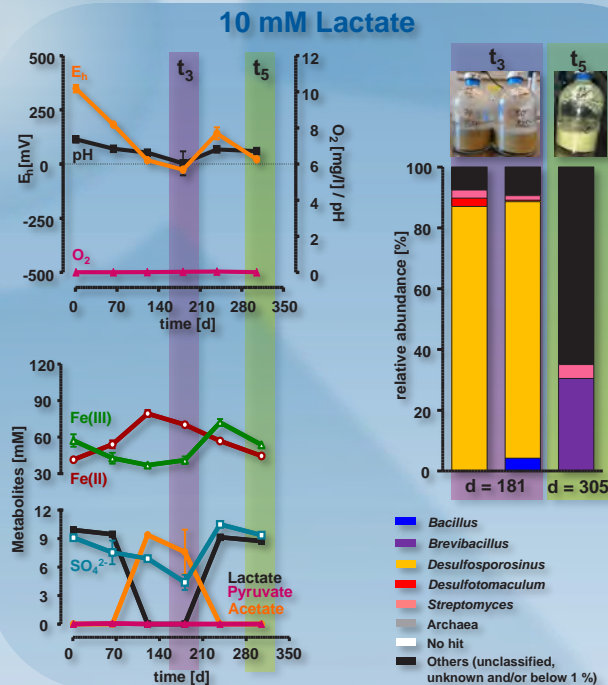 10 mM Lactate
500
250
0
-250
-500
Eh[mV]
Eh
pH
O2
t3
t5
12
10
8
6
4
2
0
O2 [mg/l] / pH
0 70 140 210 280 350
time [d]
120
90
60
30
Fe(III)
Fe(II)
Metabolites [mM]
12
9
6
3
0
SO4 2-
Lactate
Pyruvate
Acetate
0 70 140 210 280 350
time [d]
t3
t5
100
80
60
40
20
0
relative abundance [%]
d = 181
d = 305
Bacillus
Brevibacillus
Desulfosporosinus
Desulfotomaculum
Streptomyces
Archaea
No hit
Others (unclassified,
unknown and/or below 1 %)